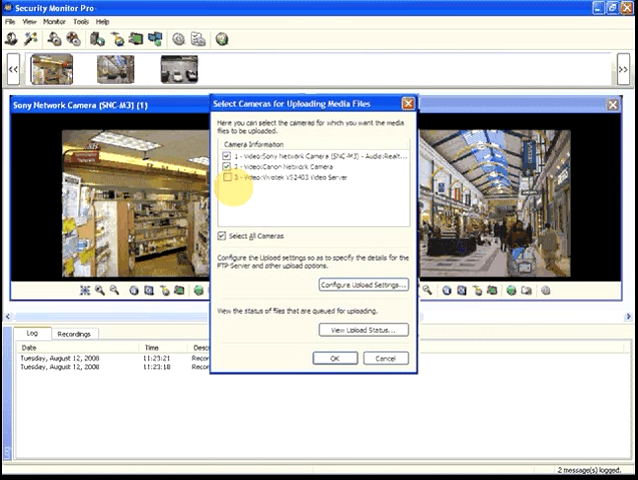 Security Monitor Pro
File View Monitor Tools Help
Sony Network Camera [SNC-M3] (1)
Select Cameras for Uploading Media Files
Here you can select the cameras for which you want the media
files to be uploaded.
Camera Information
1 - Video:Sony Network Camera [SNC-M3] - Audio:Realt...
2 - Video:Canon Network Camera
3 - Video:Vivotek VS2403 Video Server
Select All Cameras
Configure the Upload settings so as to specify the details for the
FTP Server and other upload options.
Configure Upload Settings...
View the status of files that are queued for uploading.
View Upload Status...
OK Cancel
Log Recordings
Date Time Desc
Tuesday, August 12, 2008 11:23:21 Recor
Tuesday, August 12, 2008 11:23:18 Recor
Log
2 message(s) logged.